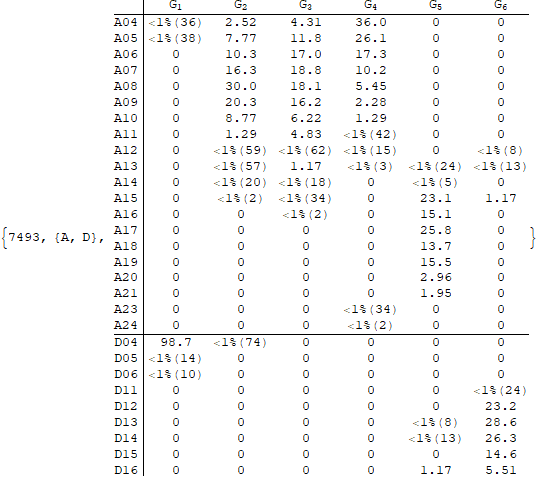 G1 G2 G3 G4 G5 G6
A04 <1%(36) 2.52 4.31 36.0 0 0
A05 <1%(38) 7.77 11.8 26.1 0 0
A06 0 10.3 17.0 17.3 0 0
A07 0 16.3 18.8 10.2 0 0
A08 0 30.0 18.1 5.45 0 0
A09 0 20.3 16.2 2.28 0 0
A10 0 8.77 6.22 1.29 0 0
A11 0 1.29 4.83 <1%(42) 0 0
A12 0 <1%(59) <1%(62) <1%(15) 0 <1%(8)
A13 0 <1%(57) 1.17 <1%(3) <1%(24) <1%(13)
A14 0 <1%(20) <1%(18) 0 <1%(5) 0
A15 0 <1%(2) <1%(34) 0 23.1 1.17
A16 0 0 <1%(2) 0 15.1 0
{7493, {A, D}, A17 0 0 0 0 25.8 0 }
A18 0 0 0 0 13.7 0
A19 0 0 0 0 15.5 0
A20 0 0 0 0 2.96 0
A21 0 0 0 0 1.95 0
A23 0 0 0 <1%(34) 0 0
A24 0 0 0 <1%(2) 0 0
D04 98.7 <1%(74) 0 0 0 0
D05 <1%(14) 0 0 0 0 0
D06 <1%(10) 0 0 0 0 0
D11 0 0 0 0 0 <1%(24)
D12 0 0 0 0 0 23.2
D13 0 0 0 0 <1%(8) 28.6
D14 0 0 0 0 <1%(13) 26.3
D15 0 0 0 0 0 14.6
D16 0 0 0 0 1.17 5.51